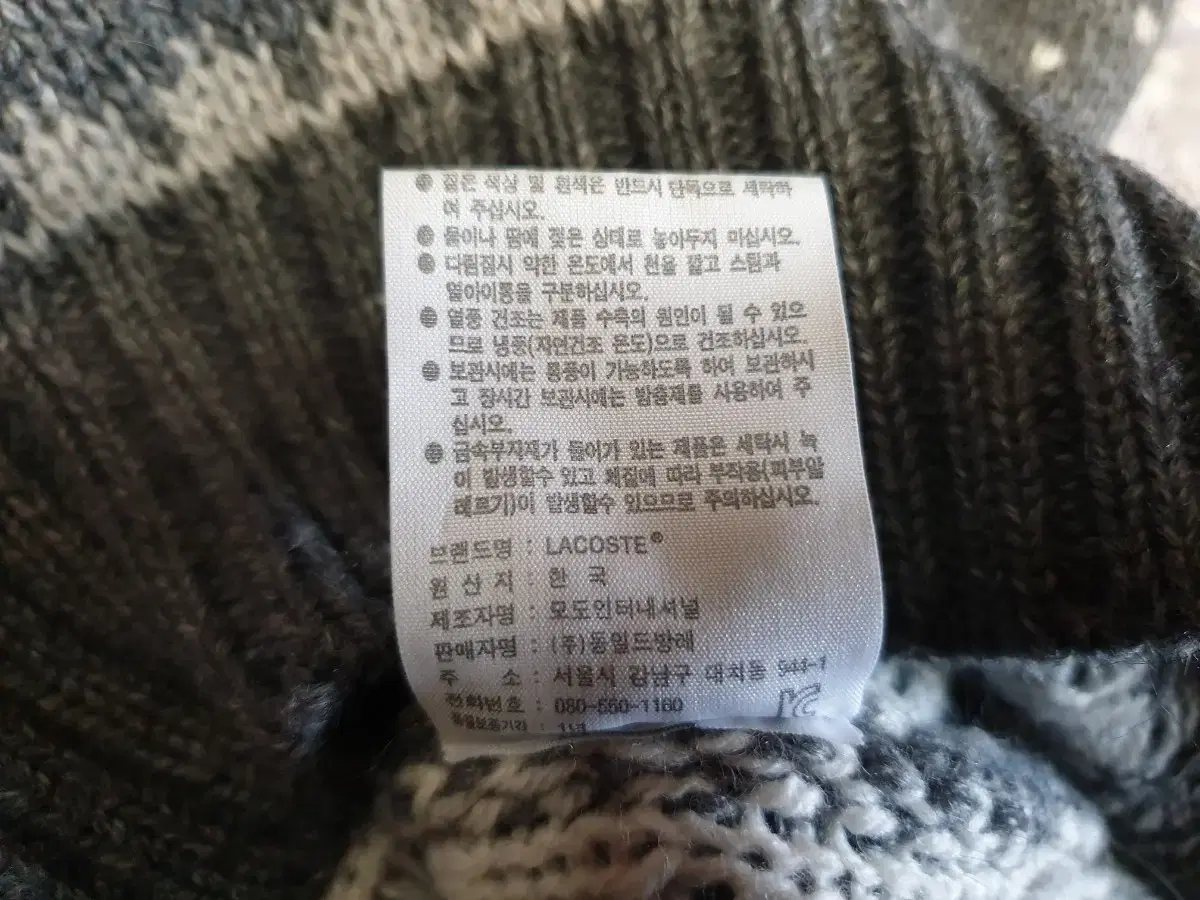 ● 짙은 색상 및 흰색은 반드시 단독으로 세탁하
여 주십시오.
● 물이나 땀에 젖은 상태로 놓아두지 마십시오.
● 다림질시 약한 온도에서 천을 깔고 스팀과
열아이롱을 구분하십시오.
● 열풍 건조는 제품 수축의 원인이 될 수 있으
므로 냉풍(자연건조 온도)으로 건조하십시오.
● 보관시에는 통풍이 가능하도록 하여 보관하시
고 장시간 보관시에는 방충제를 사용하여 주
십시오.
● 금속부자재가 들어가 있는 제품은 세탁시 녹
이 발생할수 있고 체질에 따라 부작용(피부알
레르기)이 발생할수 있으므로 주의하십시오.
브랜드명 : LACOSTE®
원 산 지 : 한 국
제조자명 : 모도인터내셔널
판매자명 : (주)동일드방레
주 소 : 서울시 강남구 대치동 944-1
전화번호 : 080-550-1160
품질보증기간 : 1년